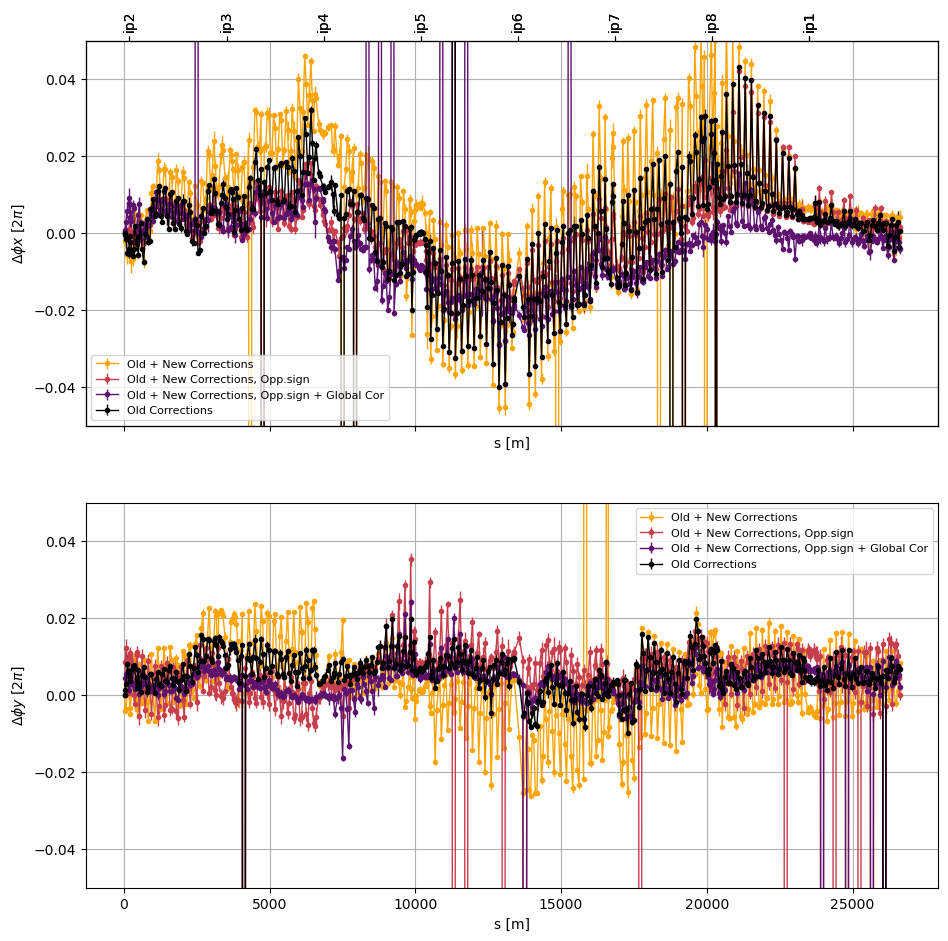 ip2 ip3 ip4 ip5 ip6 ip7 ip8 ip1
0.04
0.02
0.00
−0.02
−0.04
Δϕx [2π]
Old + New Corrections
Old + New Corrections, Opp.sign
Old + New Corrections, Opp.sign + Global Cor
Old Corrections
s [m]
0.04
0.02
0.00
−0.02
−0.04
Δϕy [2π]
Old + New Corrections
Old + New Corrections, Opp.sign
Old + New Corrections, Opp.sign + Global Cor
Old Corrections
0 5000 10000 15000 20000 25000
s [m]